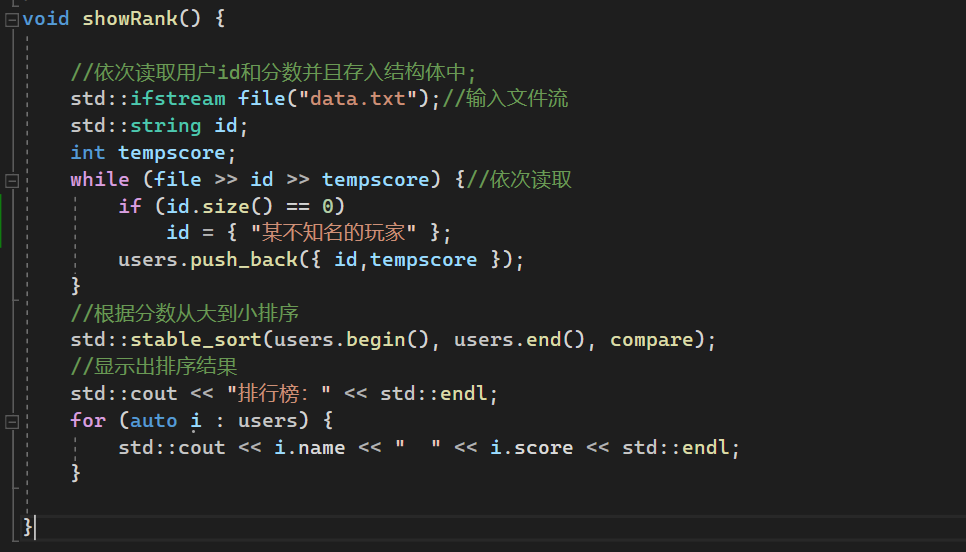 void showRank() {
//依次读取用户id和分数并且存入结构体中;
std::ifstream file("data.txt");//输入文件流
std::string id;
int tempscore;
while (file >> id >> tempscore) {//依次读取
if (id.size() == 0)
id = { "某不知名的玩家" };
users.push_back({ id,tempscore });
}
//根据分数从大到小排序
std::stable_sort(users.begin(), users.end(), compare);
//显示出排序结果
std::cout << "排行榜：" << std::endl;
for (auto i : users) {
std::cout << i.name << "  " << i.score << std::endl;
}
}